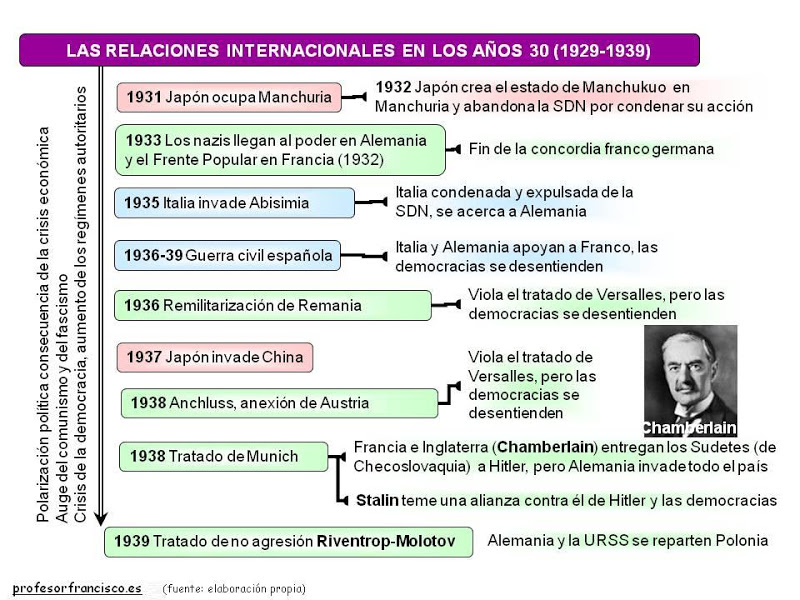 LAS RELACIONES INTERNACIONALES EN LOS AÑOS 30 (1929-1939)
Polarización política consecuencia de la crisis económica
Auge del comunismo y del fascismo
Crisis de la democracia, aumento de los regímenes autoritarios
1931 Japón ocupa Manchuria
1932 Japón crea el estado de Manchukuo en
Manchuria y abandona la SDN por condenar su acción
1933 Los nazis llegan al poder en Alemania
y el Frente Popular en Francia (1932)
Fin de la concordia franco germana
1935 Italia invade Abisimia
Italia condenada y expulsada de la
SDN, se acerca a Alemania
1936-39 Guerra civil española
Italia y Alemania apoyan a Franco, las
democracias se desentienden
1936 Remilitarización de Remania
Viola el tratado de Versalles, pero las
democracias se desentienden
1937 Japón invade China
1938 Anchluss, anexión de Austria
Viola el tratado de
Versalles, pero las
democracias se
desentienden
Chamberlain
1938 Tratado de Munich
Francia e Inglaterra (Chamberlain) entregan los Sudetes (de
Checoslovaquia) a Hitler, pero Alemania invade todo el país
Stalin teme una alianza contra él de Hitler y las democracias
1939 Tratado de no agresión Riventrop-Molotov
Alemania y la URSS se reparten Polonia
profesorfrancisco.es (fuente: elaboración propia)